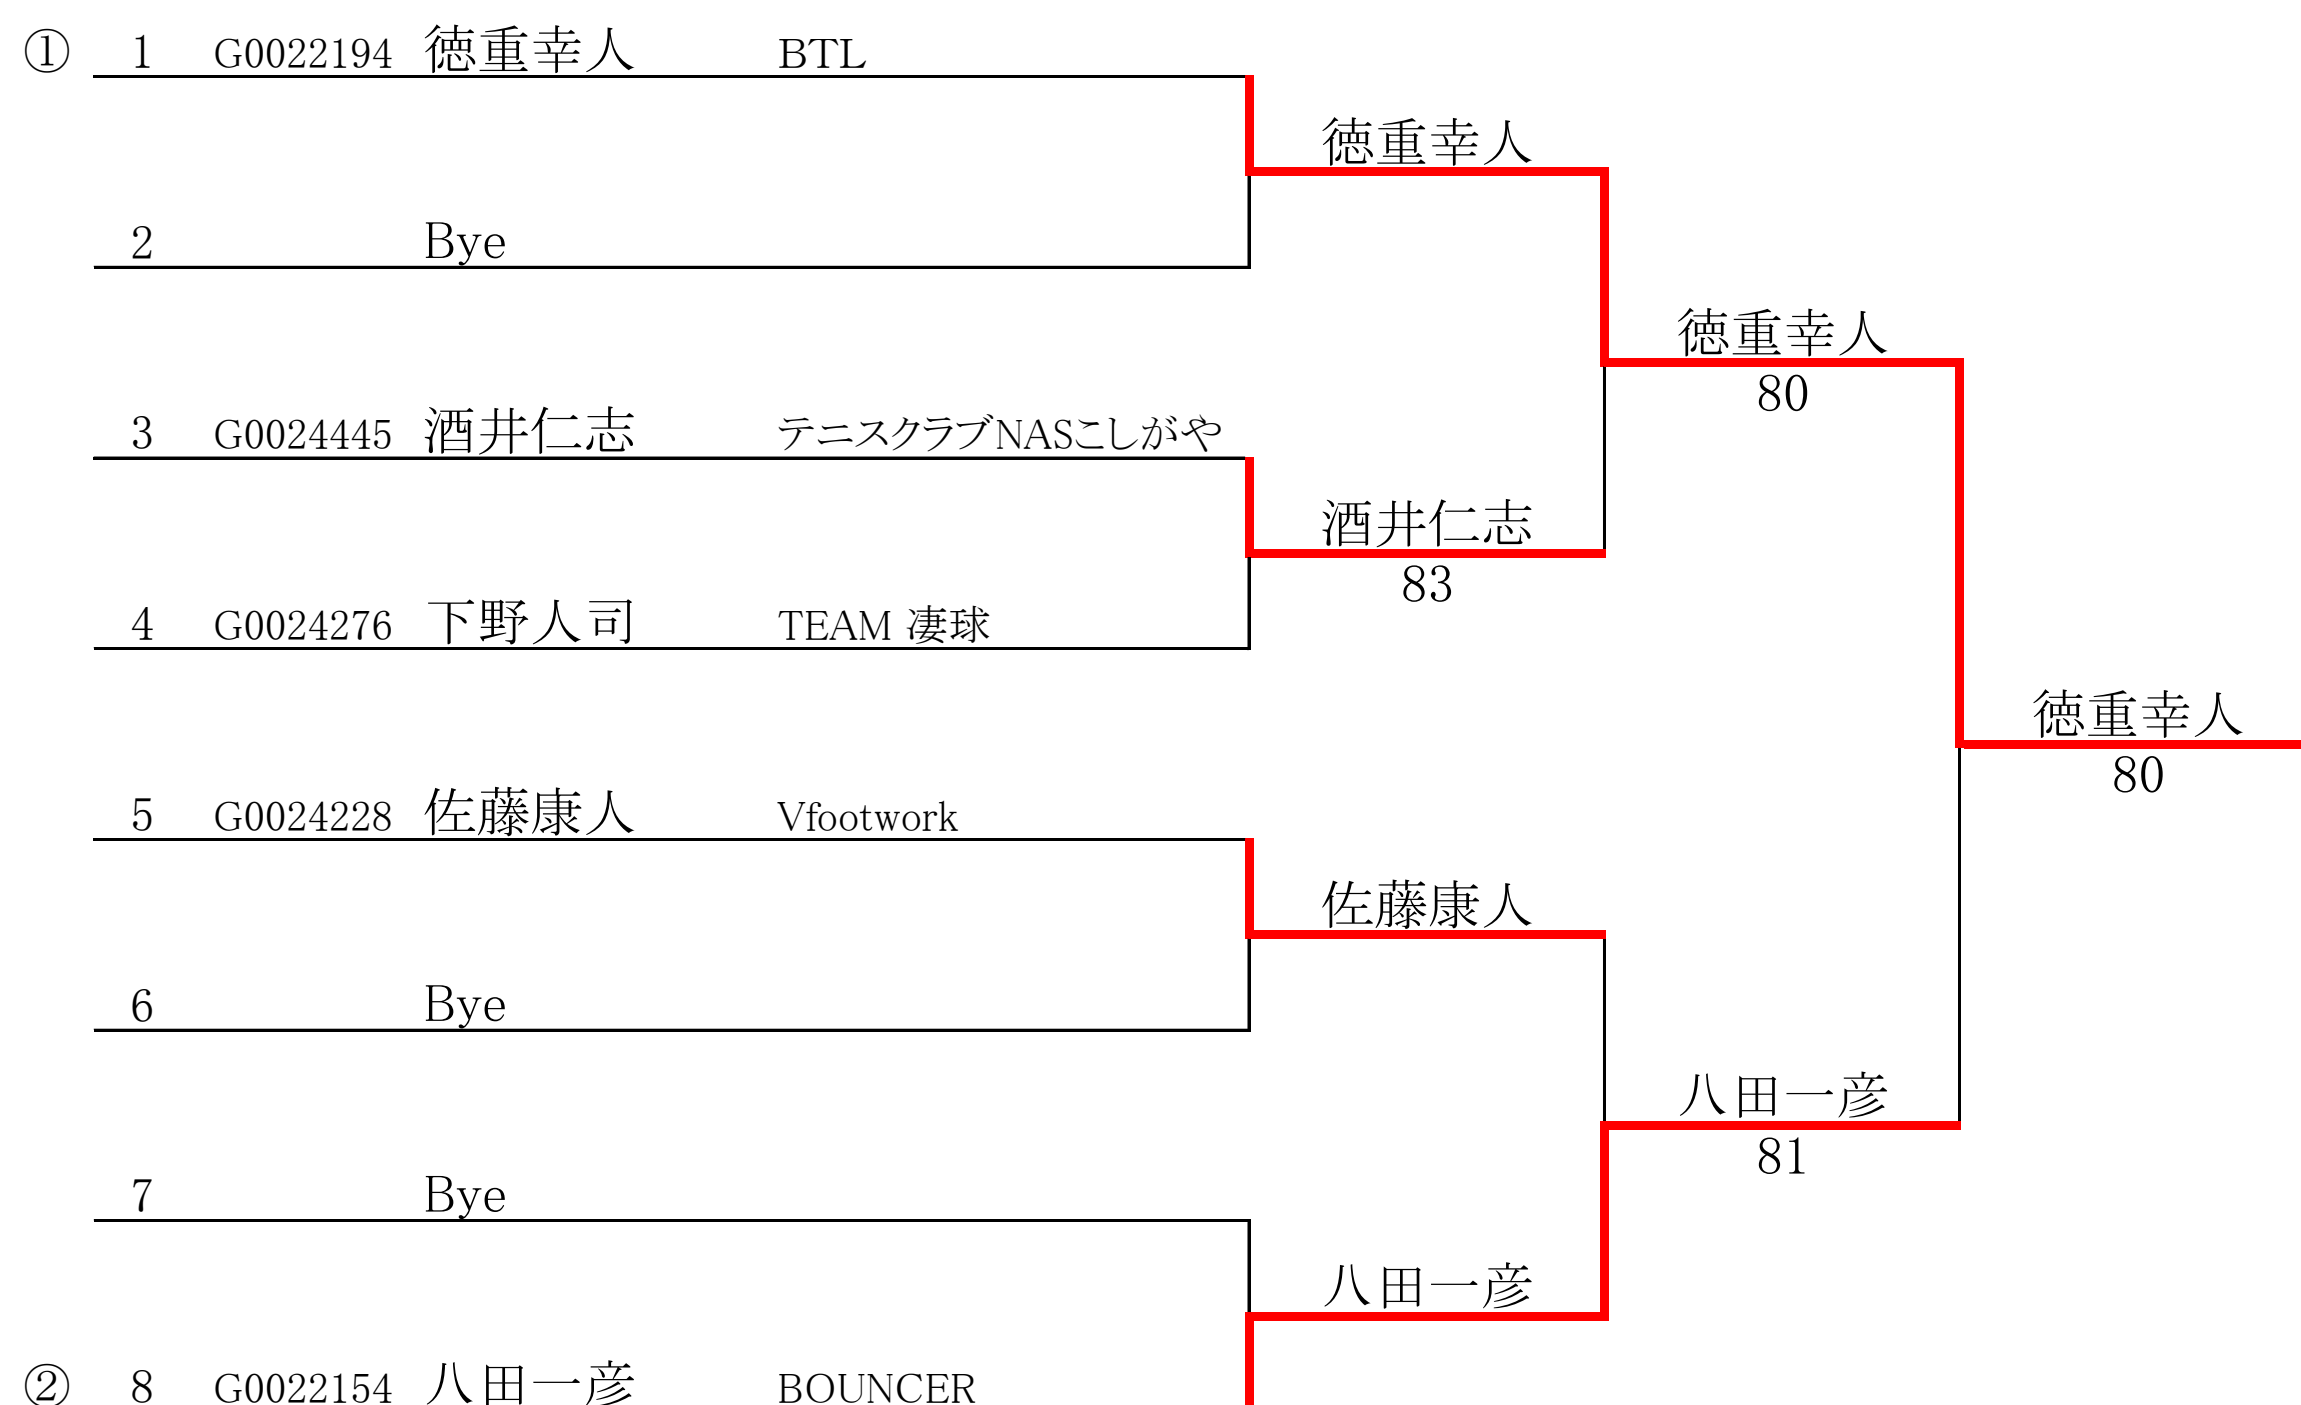 ① 1 G0022194 徳重幸人 BTL
徳重幸人
2 Bye
徳重幸人
80
3 G0024445 酒井仁志 テニスクラブNASこしがや
酒井仁志
83
4 G0024276 下野人司 TEAM 凄球
徳重幸人
80
5 G0024228 佐藤康人 Vfootwork
佐藤康人
6 Bye
八田一彦
81
7 Bye
八田一彦
② 8 G0022154 八田一彦 BOUNCER